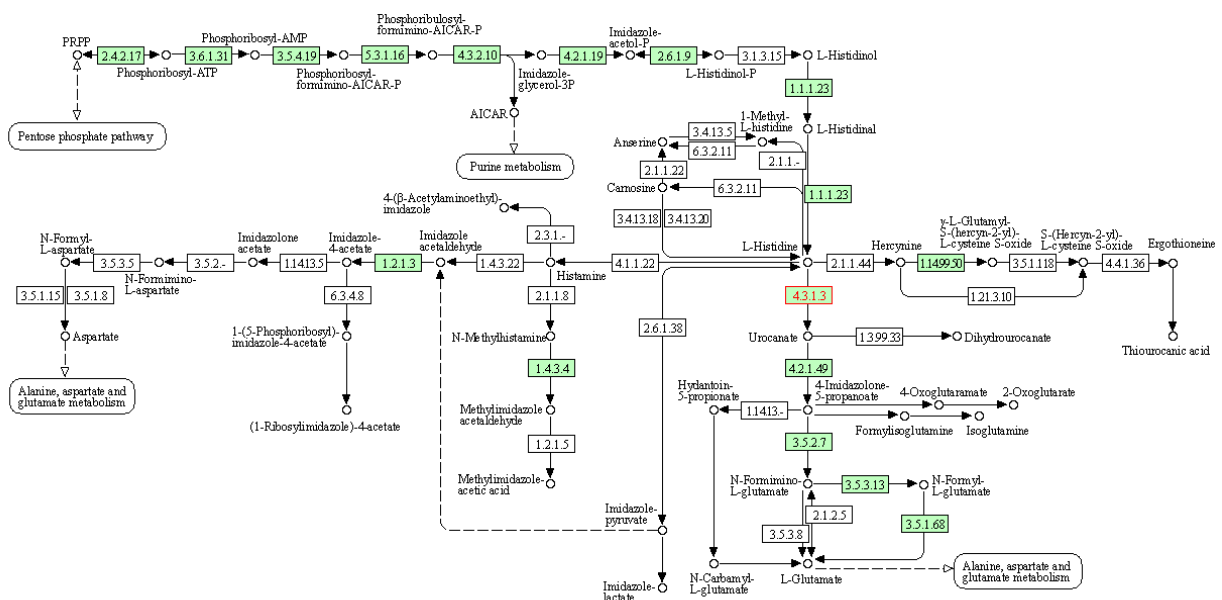 Phosphoribulosyl-
formimino-AICAR-P
PRPP
Phosphoribosyl-AMP
Imidazole-
acetol-P
2.4.2.17
3.6.1.31
3.5.4.19
5.3.1.16
4.3.2.10
4.2.1.19
2.6.1.9
3.1.3.15
L-Histidinol
Phosphoribosyl-ATP
Phosphoribosyl-
formimino-AICAR-P
Imidazole-
glycerol-3P
L-Histidinol-P
1.1.1.23
AICAR
Pentose phosphate pathway
Purine metabolism
L-Histidinal
1-Methyl-
L-histidine
Anserine
3.4.13.5
6.3.2.11
2.1.1.-
2.1.1.22
Carnosine
6.3.2.11
1.1.1.23
3.4.13.18
3.4.13.20
4-(β-Acetylaminoethyl)-
imidazole
2.3.1.-
N-Formyl-
L-aspartate
Imidazolone
acetate
Imidazole-
4-acetate
Imidazole
acetaldehyde
L-Histidine
Hercynine
γ-L-Glutamyl-
S-(hercyn-2-yl)-
L-cysteine S-oxide
S-(Hercyn-2-yl)-
L-cysteine S-oxide
Ergothioneine
3.5.3.5
3.5.2.-
1.14.13.5
1.2.1.3
1.4.3.22
Histamine
4.1.1.22
2.1.1.44
1.14.99.50
3.5.1.118
4.4.1.36
N-Formimino-
L-aspartate
3.5.1.15
3.5.1.8
6.3.4.8
2.1.1.8
4.3.1.3
1.21.3.10
Aspartate
1-(5-Phosphoribosyl)-
imidazole-4-acetate
N-Methylhistamine
2.6.1.38
Urocanate
1.3.99.33
Dihydrourocanate
Thiourocanic acid
Alanine, aspartate and
glutamate metabolism
1.4.3.4
4.2.1.49
Hydantoin-
5-propionate
4-Imidazolone-
5-propanoate
4-Oxoglutaramate
2-Oxoglutarate
Methylimidazole
acetaldehyde
1.14.13.-
Formylisoglutamine
Isoglutamine
(1-Ribosylimidazole)-4-acetate
1.2.1.5
3.5.2.7
Methylimidazole-
acetic acid
N-Formimino-
L-glutamate
3.5.3.13
N-Formyl-
L-glutamate
Imidazole-
pyruvate
2.1.2.5
3.5.3.8
3.5.1.68
Imidazole-
lactate
N-Carbamyl-
L-glutamate
L-Glutamate
Alanine, aspartate and
glutamate metabolism